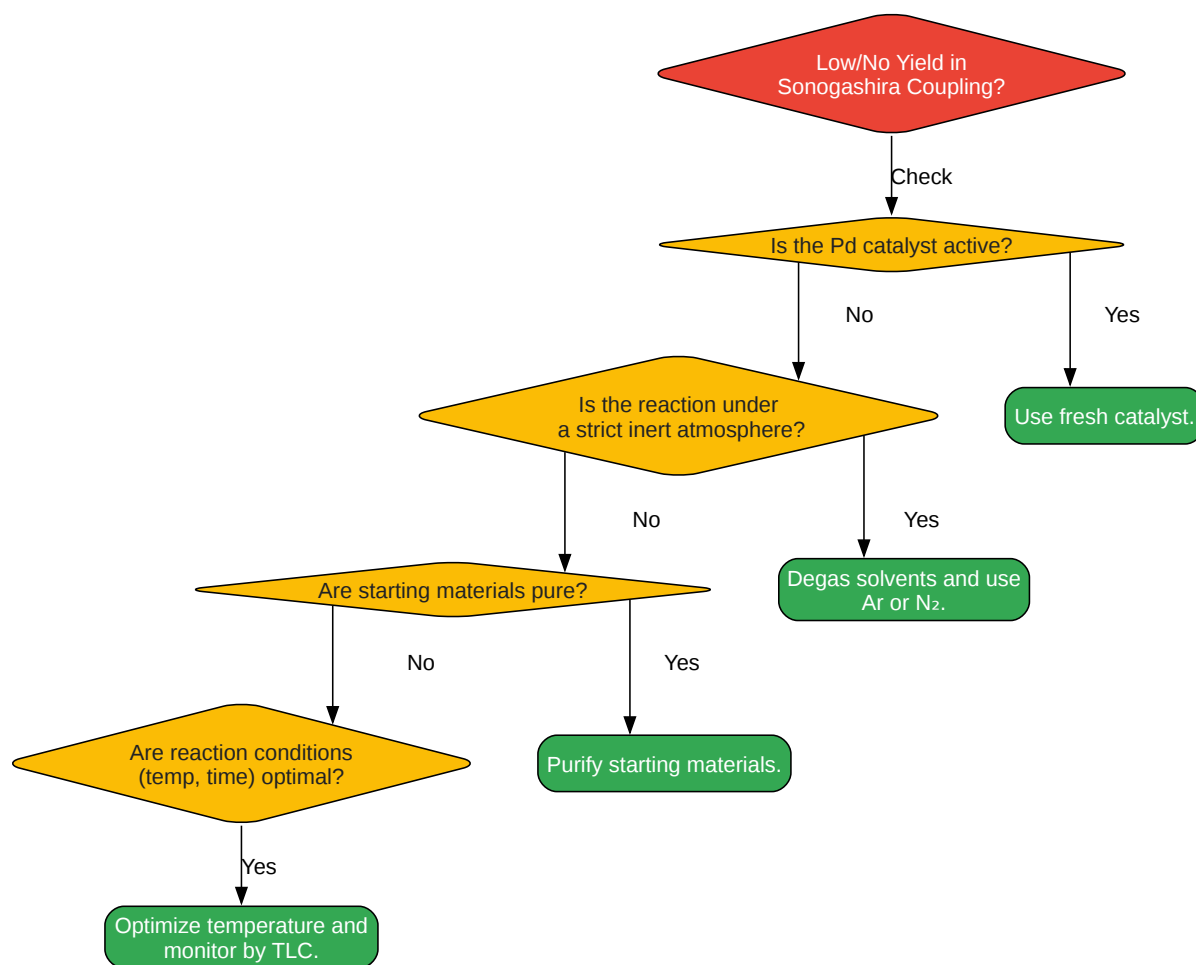 Low/No Yield in
Sonogashira Coupling?
Check
Is the Pd catalyst active?
No
Yes
Is the reaction under
a strict inert atmosphere?
Use fresh catalyst.
No
Yes
Are starting materials pure?
Degas solvents and use
Ar or N₂.
No
Yes
Are reaction conditions
(temp, time) optimal?
Purify starting materials.
Yes
Optimize temperature and
monitor by TLC.